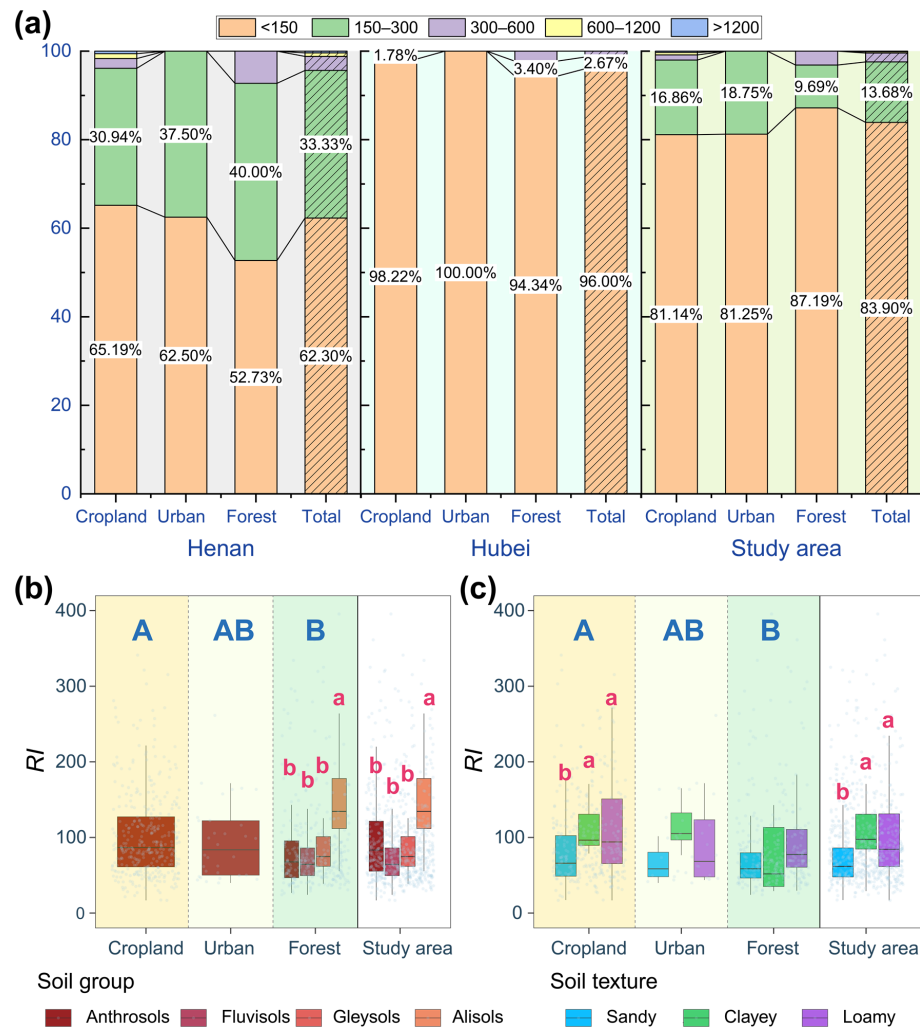 (a)
<150 150–300 300–600 600–1200 >1200
100
80
60
40
20
0
30.94% 37.50% 40.00% 33.33%
65.19% 62.50% 52.73% 62.30%
1.78% 3.40% 2.67%
98.22% 100.00% 94.34% 96.00%
16.86% 18.75% 9.69% 13.68%
81.14% 81.25% 87.19% 83.90%
Cropland Urban Forest Total Cropland Urban Forest Total Cropland Urban Forest Total
Henan Hubei Study area
(b)
RI
400
300
200
100
0
A AB B
b b b a b b b a
Cropland Urban Forest Study area
Soil group
Anthrosols Fluvisols Gleysols Alisols
(c)
RI
400
300
200
100
0
A AB B
b a a b a a
Cropland Urban Forest Study area
Soil texture
Sandy Clayey Loamy